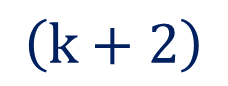 (k + 2)